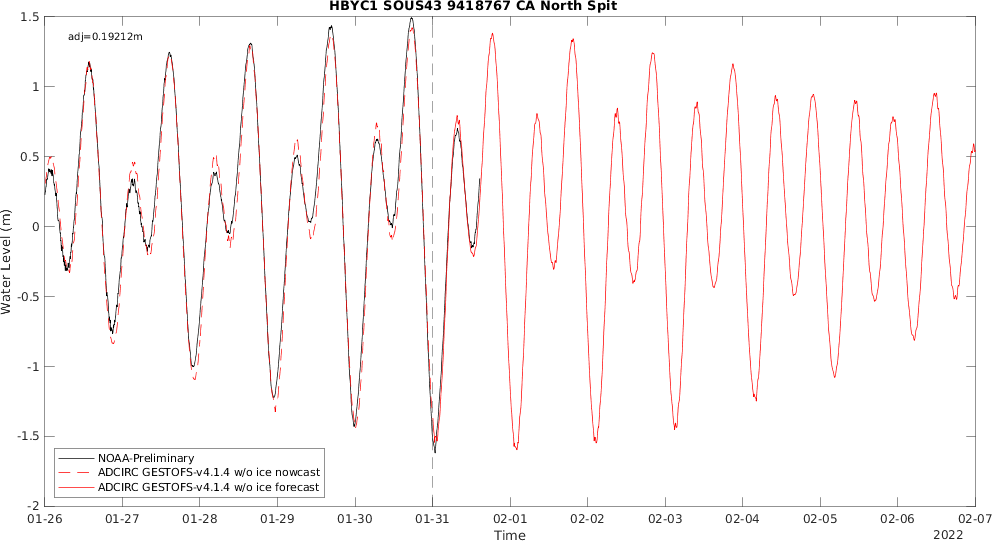 HBYC1 SOUS43 9418767 CA North Spit
adj=0.19212m
1.5
1
0.5
0
-0.5
-1
-1.5
-2
Water Level (m)
NOAA-Preliminary
ADCIRC GESTOFS-v4.1.4 w/o ice nowcast
ADCIRC GESTOFS-v4.1.4 w/o ice forecast
01-26 01-27 01-28 01-29 01-30 01-31 02-01 02-02 02-03 02-04 02-05 02-06 02-07
Time
2022